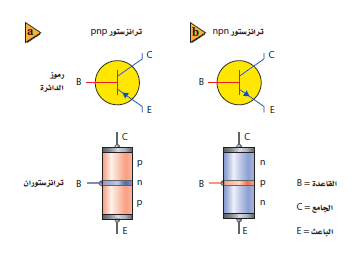 a
ترانزستور pnp
b
ترانزستور npn
C
C
رموز
الدائرة
B
B
E
E
C
C
p
n
n
p
p
n
ترانزستوران
B
B
E
E
القاعدة = B
الجامع = C
الباعث = E